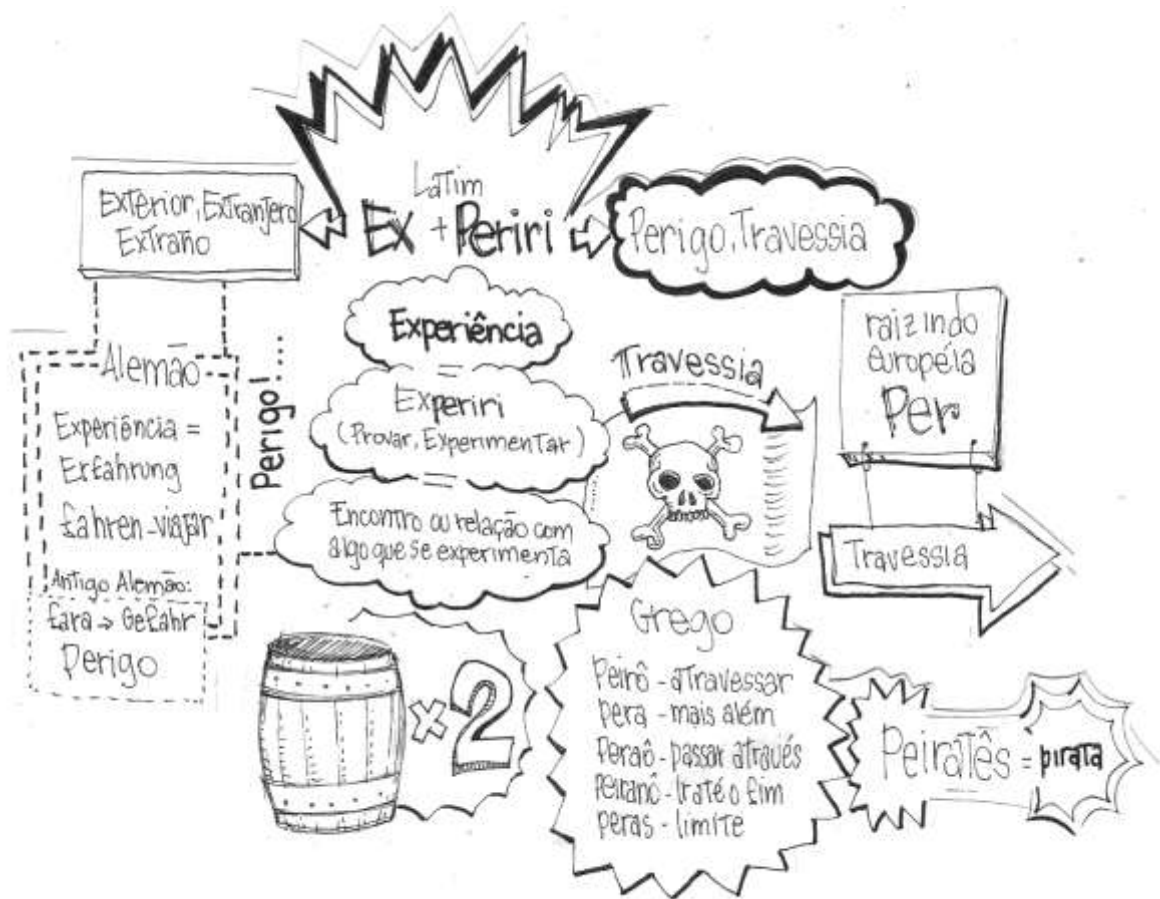 Latim
Ex + Periri
Exterior, Extranjero
Extraño
Perigo, Travessia
Experiência
=
Experiri
(Provar, Experimentar)
=
Encontro ou relação com
algo que se experimenta
Perigo!...
Alemão
Experiência =
Erfahrung
fahren - viajar
Antigo Alemão:
fara → Gefahr
Perigo
Travessia
raiz indo
européia
Per
Travessia
x 2
Grego
Peirô - atravessar
pera - mais além
Peraô - passar através
Peiranô - Ir até o fim
peras - limite
Peiratês = pirata